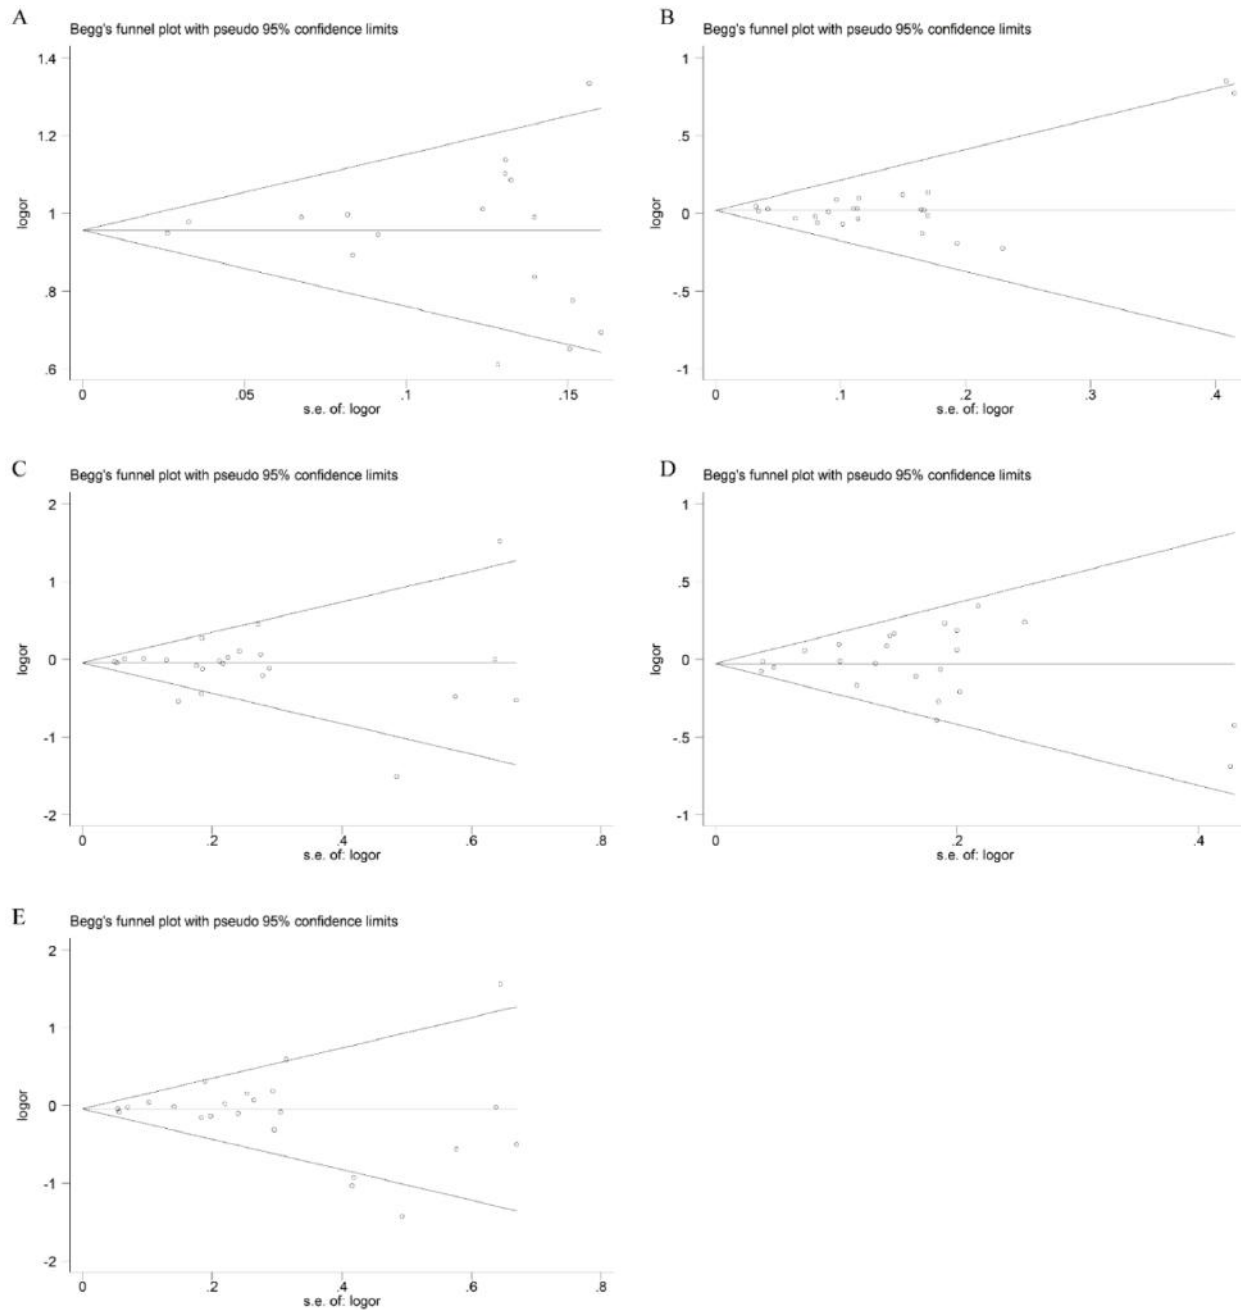 A
Begg's funnel plot with pseudo 95% confidence limits
logor
1.4
1.2
1
.8
.6
0 .05 .1 .15
s.e. of: logor
B
Begg's funnel plot with pseudo 95% confidence limits
logor
1
.5
0
-.5
-1
0 .1 .2 .3 .4
s.e. of: logor
C
Begg's funnel plot with pseudo 95% confidence limits
logor
2
1
0
-1
-2
0 .2 .4 .6 .8
s.e. of: logor
D
Begg's funnel plot with pseudo 95% confidence limits
logor
1
.5
0
-.5
-1
0 .2 .4
s.e. of: logor
E
Begg's funnel plot with pseudo 95% confidence limits
logor
2
1
0
-1
-2
0 .2 .4 .6 .8
s.e. of: logor